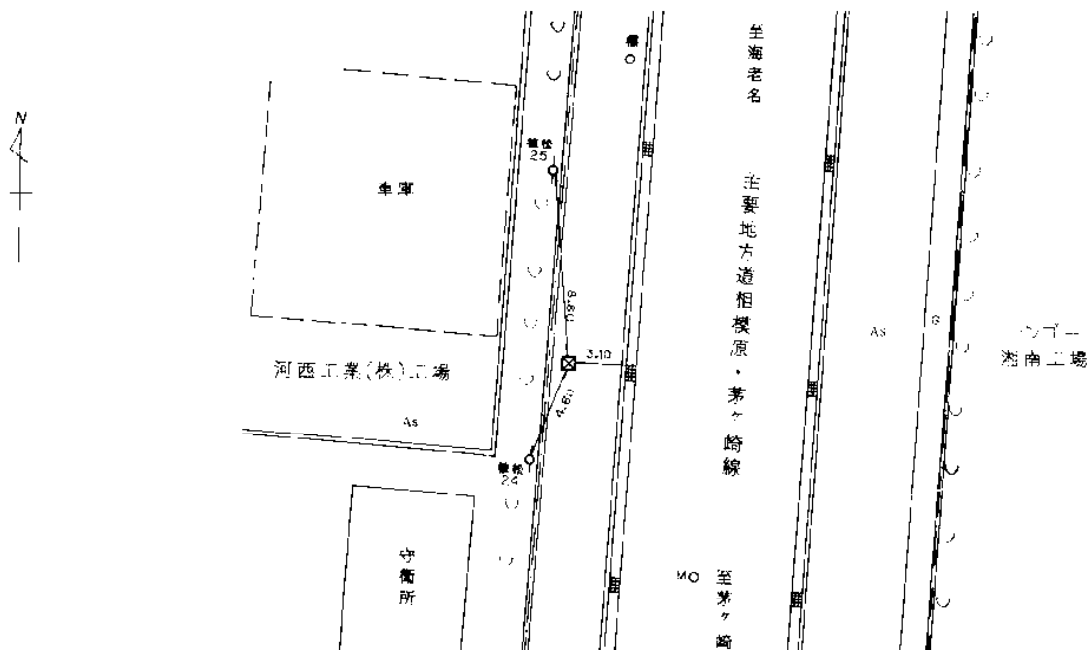 N
車庫
松
25
8.80
3.10
4.60
河西工業(株)工場
As
松
24
守衛所
至海老名
主要地方道相模原・茅ヶ崎線
MO
至茅ヶ崎
AS
G
湘南工場